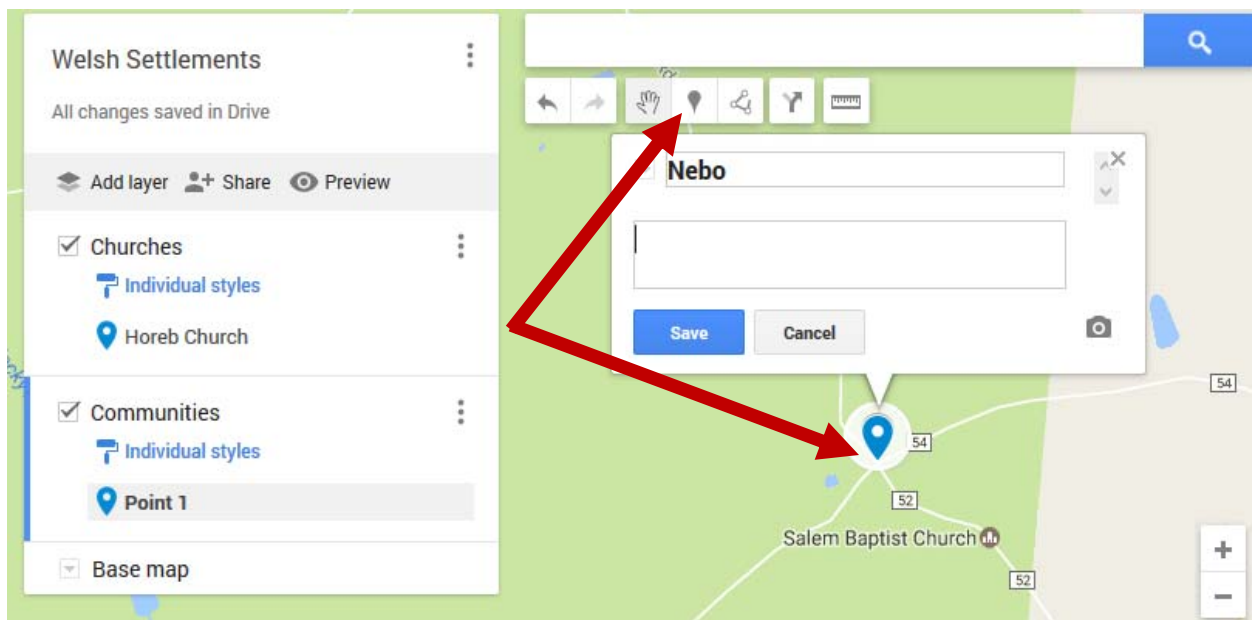 Welsh Settlements
All changes saved in Drive
Add layer Share Preview
Churches
Individual styles
Horeb Church
Communities
Individual styles
Point 1
Base map
Nebo
Save Cancel
54
54
52
Salem Baptist Church
52